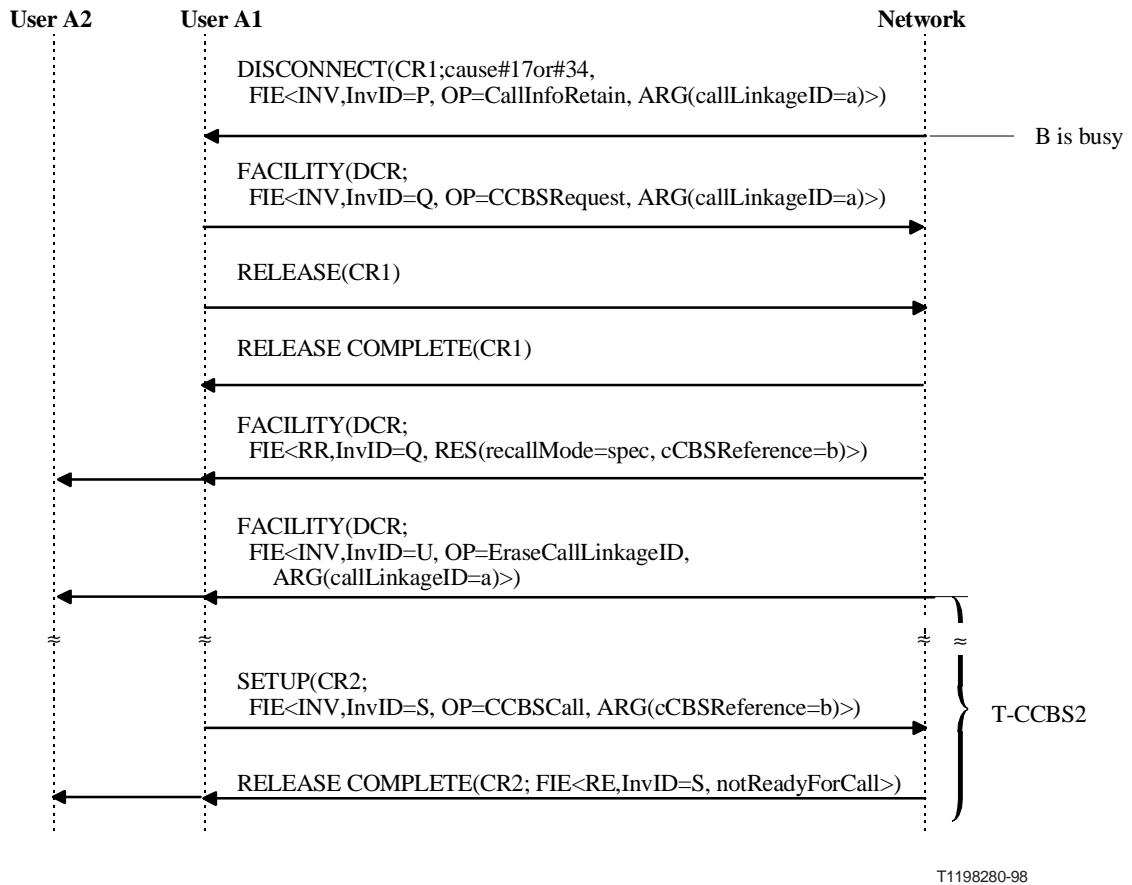 User A2 User A1 Network
DISCONNECT(CR1;cause#17or#34,
FIE<INV,InvID=P, OP=CallInfoRetain, ARG(callLinkageID=a)>)
B is busy
FACILITY(DCR;
FIE<INV,InvID=Q, OP=CCBSRequest, ARG(callLinkageID=a)>)
RELEASE(CR1)
RELEASE COMPLETE(CR1)
FACILITY(DCR;
FIE<RR,InvID=Q, RES(recallMode=spec, cCBSReference=b)>)
FACILITY(DCR;
FIE<INV,InvID=U, OP=EraseCallLinkageID,
ARG(callLinkageID=a)>)
≈ ≈ ≈ ≈
SETUP(CR2;
FIE<INV,InvID=S, OP=CCBSCall, ARG(cCBSReference=b)>)
T-CCBS2
RELEASE COMPLETE(CR2; FIE<RE,InvID=S, notReadyForCall>)
T1198280-98